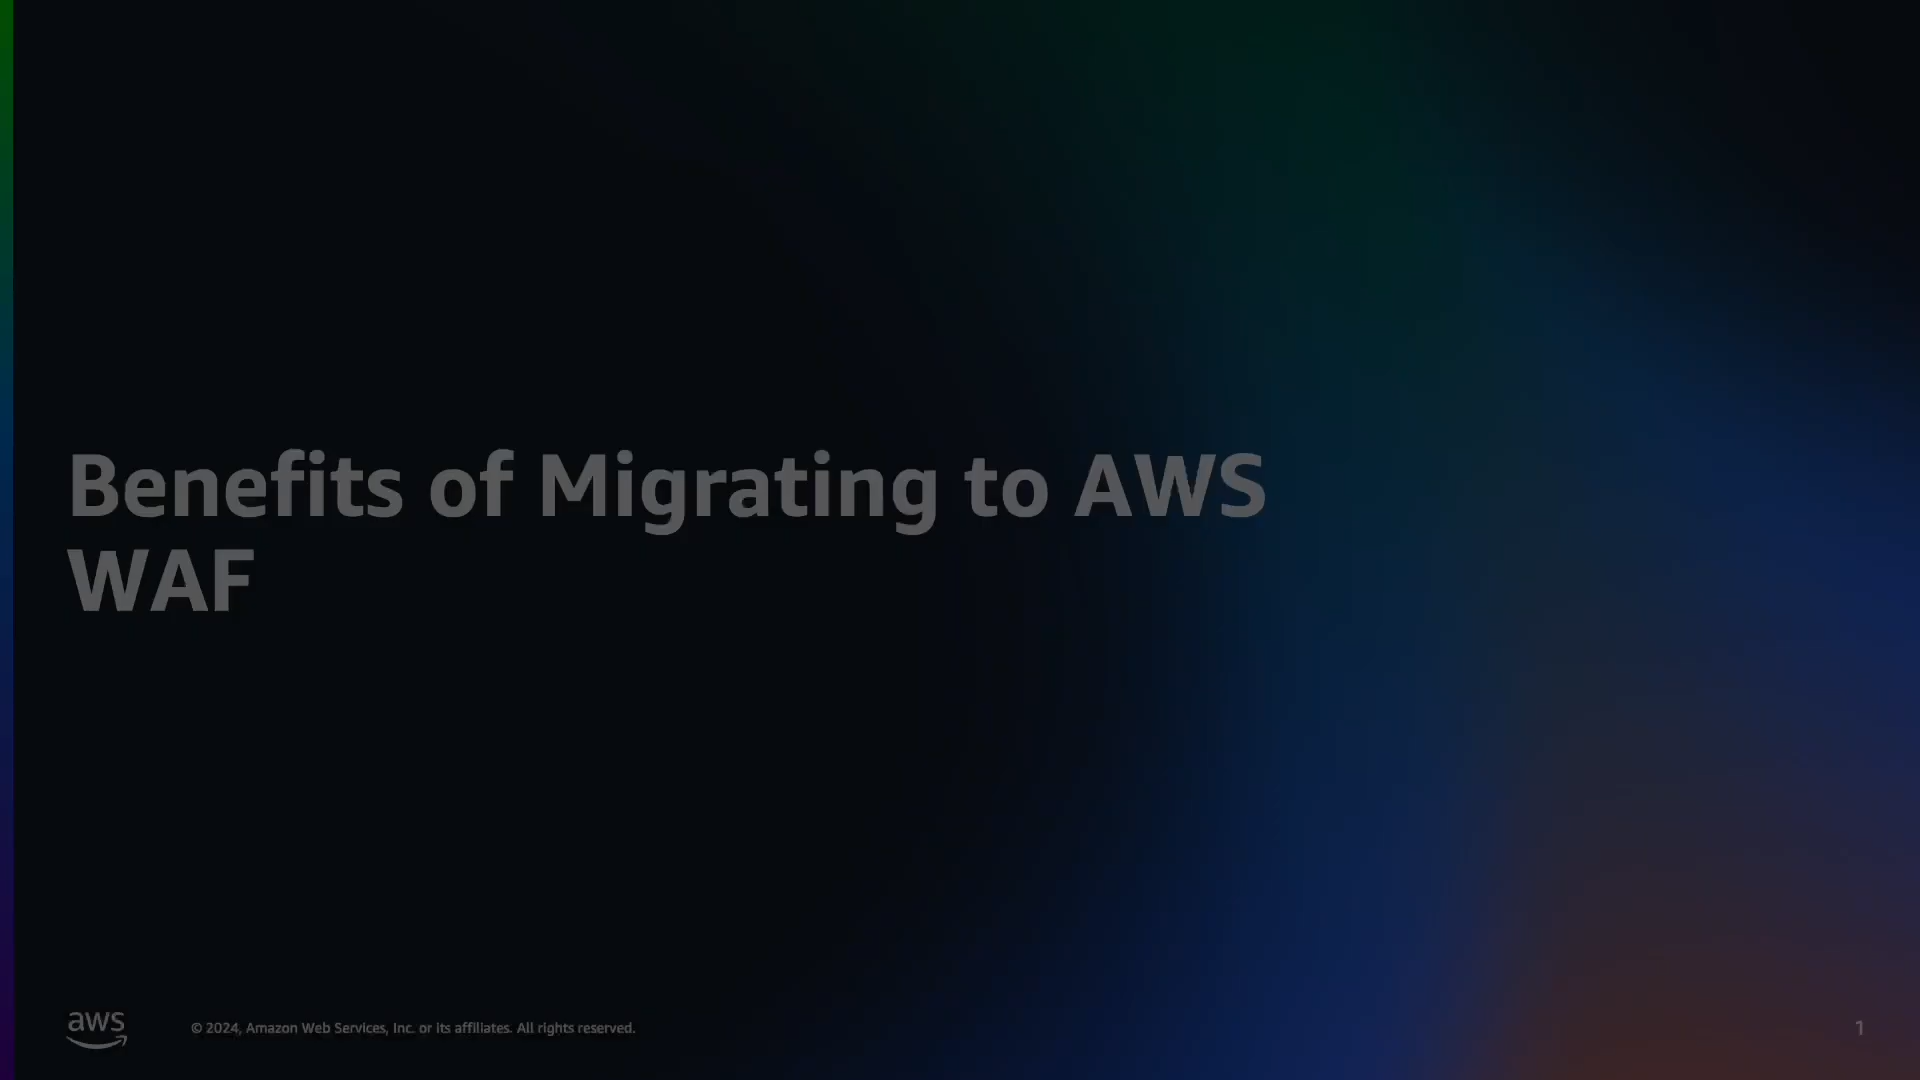 Benefits of Migrating to AWS
WAF
aws
© 2024, Amazon Web Services, Inc. or its affiliates. All rights reserved.
1